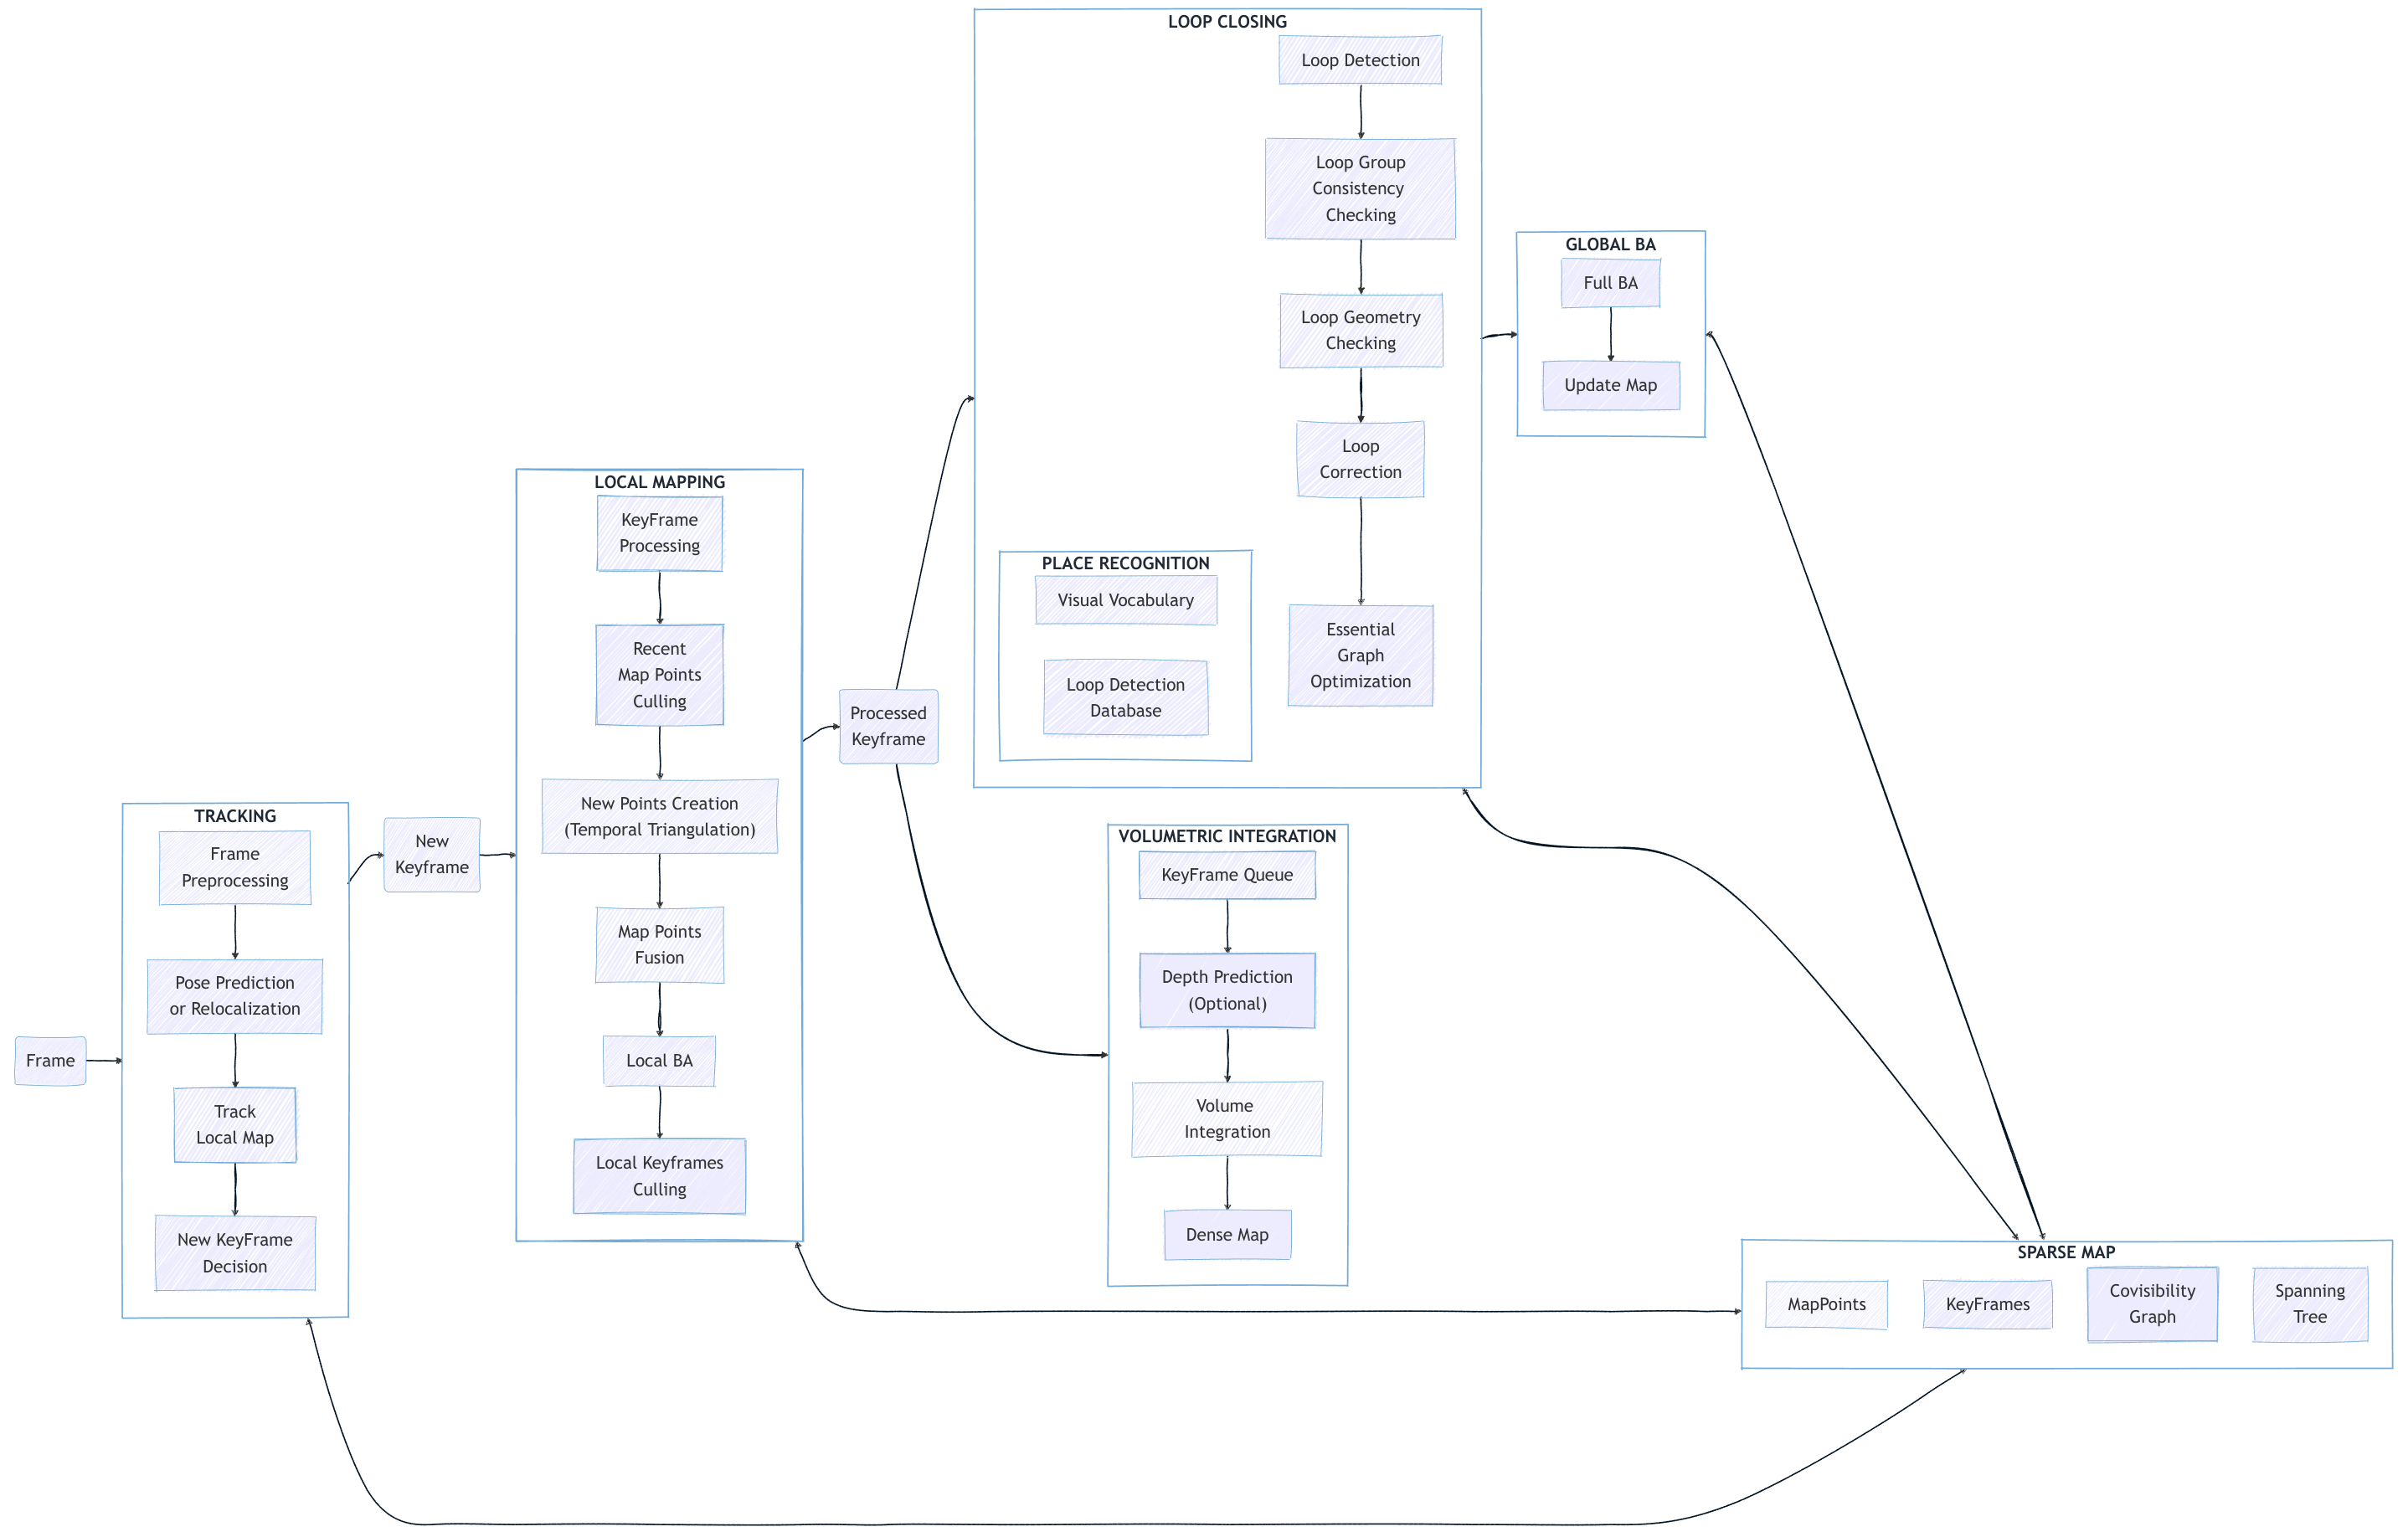 LOOP CLOSING
Loop Detection
Loop Group
Consistency
Checking
Loop Geometry
Checking
Loop
Correction
Essential
Graph
Optimization
PLACE RECOGNITION
Visual Vocabulary
Loop Detection
Database
GLOBAL BA
Full BA
Update Map
LOCAL MAPPING
KeyFrame
Processing
Recent
Map Points
Culling
New Points Creation
(Temporal Triangulation)
Map Points
Fusion
Local BA
Local Keyframes
Culling
Processed
Keyframe
TRACKING
Frame
Preprocessing
Pose Prediction
or Relocalization
Track
Local Map
New KeyFrame
Decision
New
Keyframe
Frame
VOLUMETRIC INTEGRATION
KeyFrame Queue
Depth Prediction
(Optional)
Volume
Integration
Dense Map
SPARSE MAP
MapPoints
KeyFrames
Covisibility
Graph
Spanning
Tree